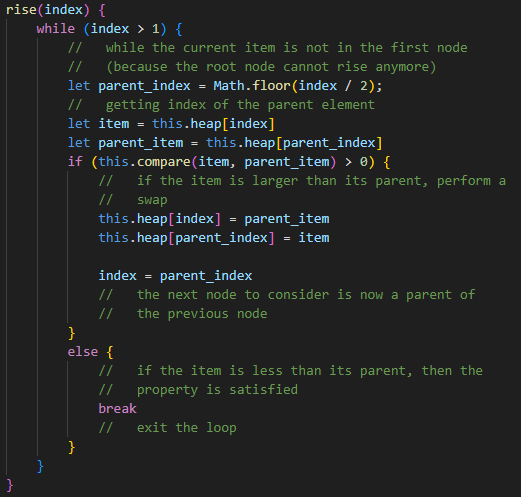 rise(index) {
    while (index > 1) {
        //   while the current item is not in the first node
        //   (because the root node cannot rise anymore)
        let parent_index = Math.floor(index / 2);
        //   getting index of the parent element
        let item = this.heap[index]
        let parent_item = this.heap[parent_index]
        if (this.compare(item, parent_item) > 0) {
            //   if the item is larger than its parent, perform a
            //   swap
            this.heap[index] = parent_item
            this.heap[parent_index] = item

            index = parent_index
            //   the next node to consider is now a parent of
            //   the previous node
        }
        else {
            //   if the item is less than its parent, then the
            //   property is satisfied
            break
            //   exit the loop
        }
    }
}